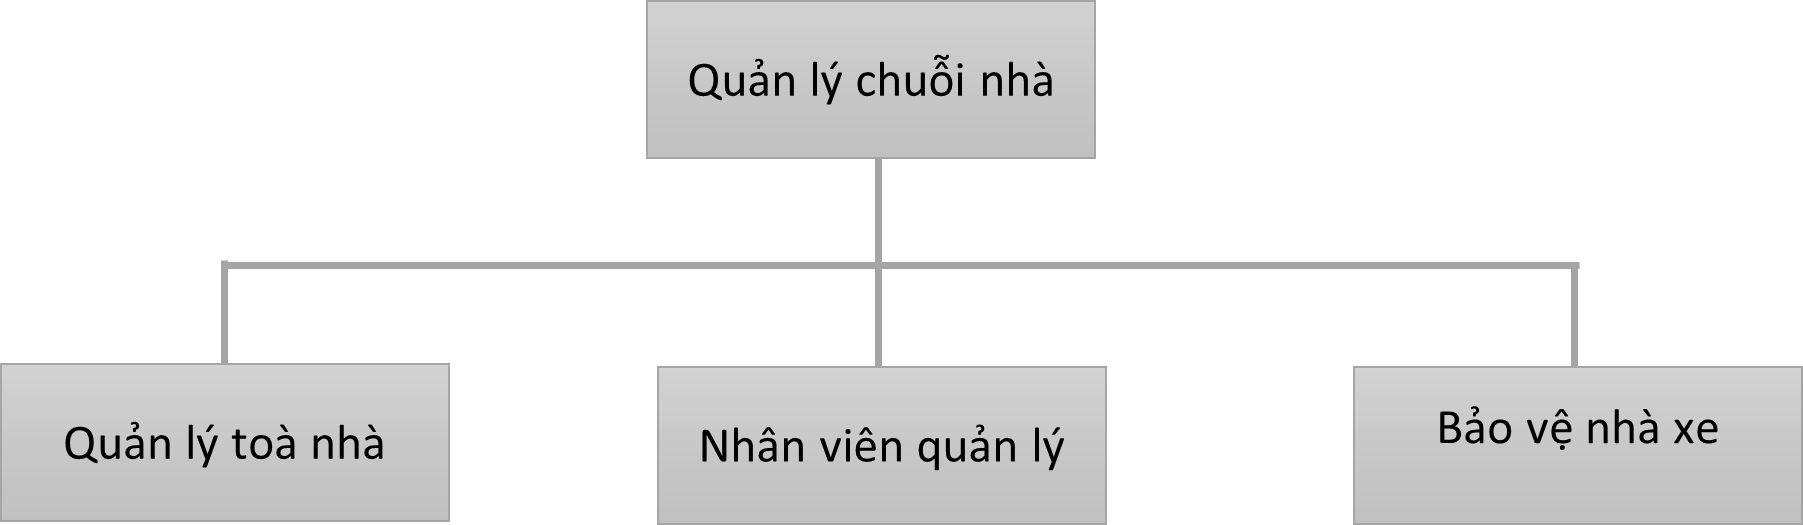 Quản lý chuỗi nhà
Quản lý toà nhà
Nhân viên quản lý
Bảo vệ nhà xe